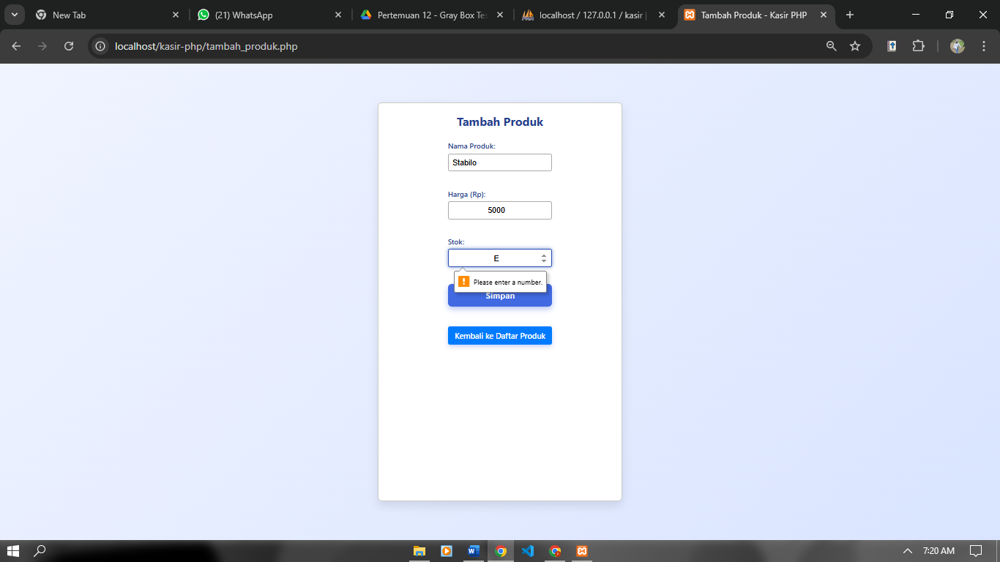 New Tab
(21) WhatsApp
Pertemuan 12 - Gray Box Tes
localhost / 127.0.0.1 / kasir |
Tambah Produk - Kasir PHP
localhost/kasir-php/tambah_produk.php
Tambah Produk
Nama Produk:
Stabilo
Harga (Rp):
5000
Stok:
E
Please enter a number.
Simpan
Kembali ke Daftar Produk
7:20 AM